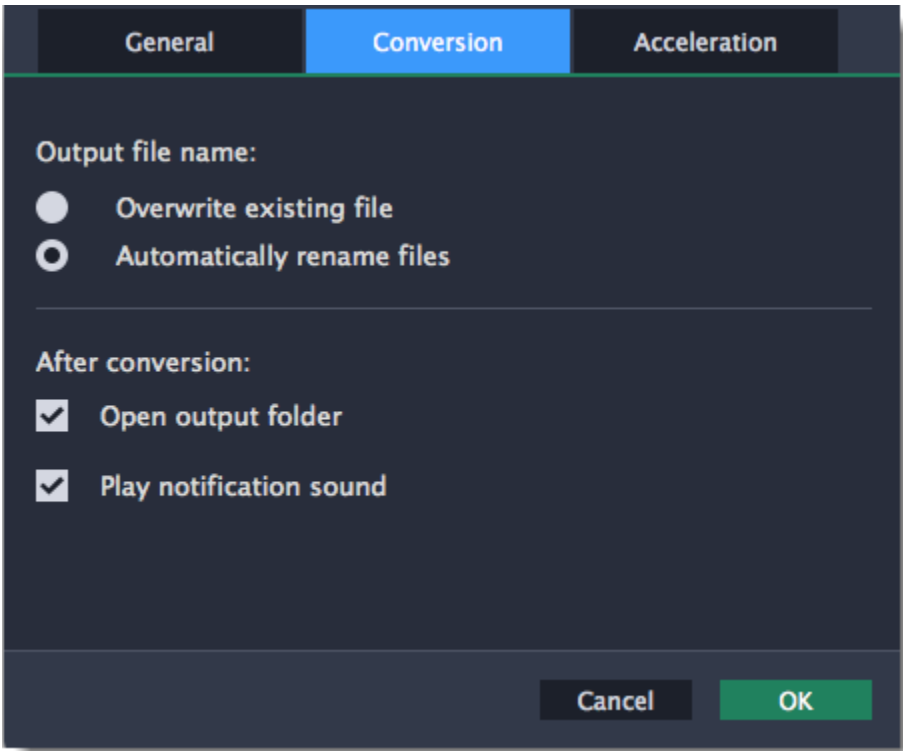 General Conversion Acceleration
Output file name:
Overwrite existing file
Automatically rename files
After conversion:
Open output folder
Play notification sound
Cancel OK